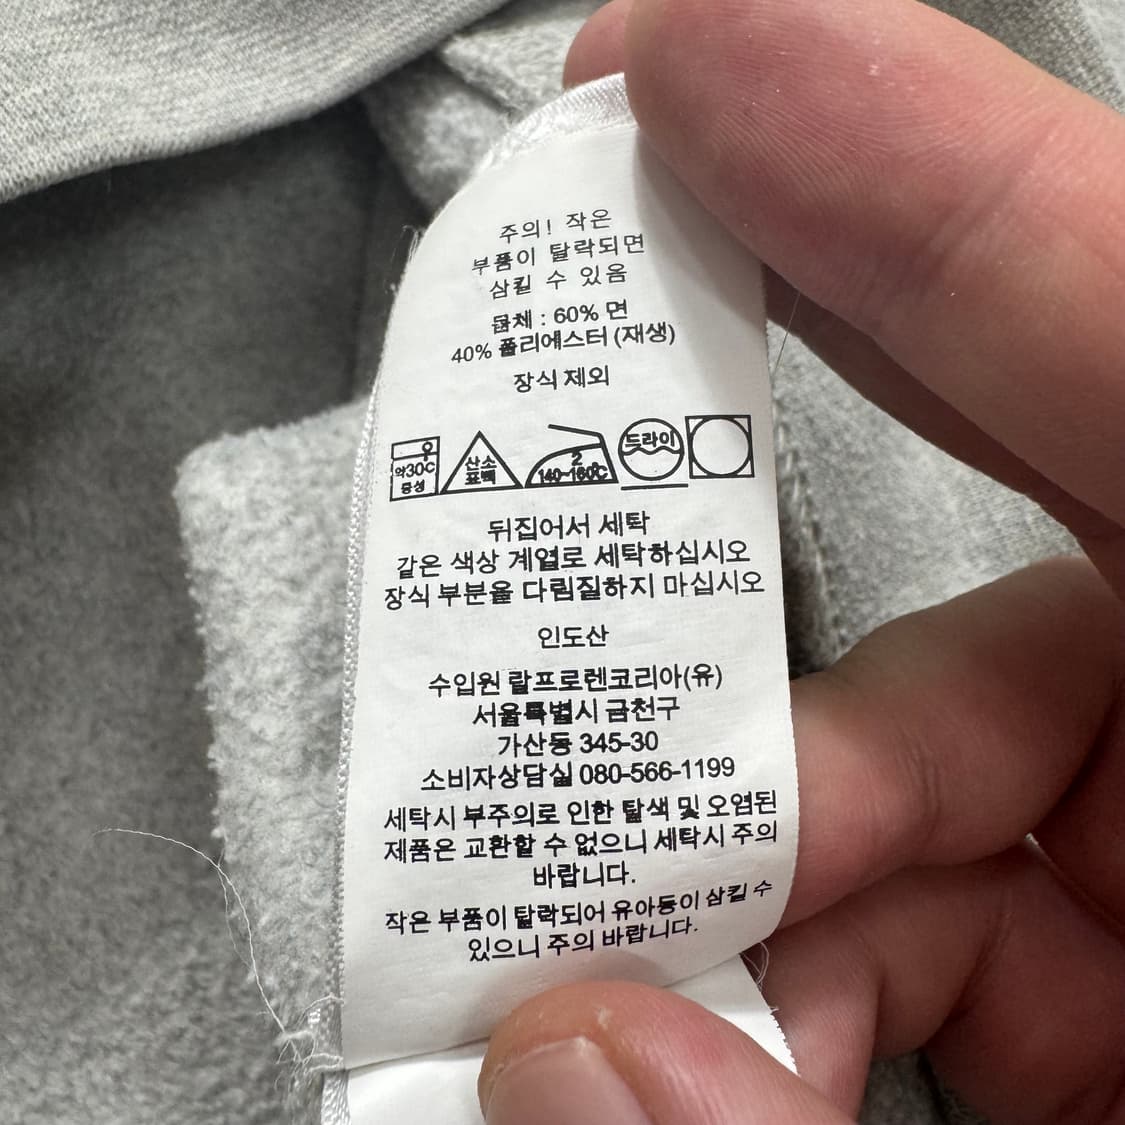 주의! 작은
부품이 탈락되면
삼킬 수 있음
몸체 : 60% 면
40% 폴리에스터 (재생)
장식 제외
약30℃
중성
산소
표백
2
140~160℃
드라이
뒤집어서 세탁
같은 색상 계열로 세탁하십시오
장식 부분을 다림질하지 마십시오
인도산
수입원 랄프로렌코리아(유)
서울특별시 금천구
가산동 345-30
소비자상담실 080-566-1199
세탁시 부주의로 인한 탈색 및 오염된
제품은 교환할 수 없으니 세탁시 주의
바랍니다.
작은 부품이 탈락되어 유아동이 삼킬 수
있으니 주의 바랍니다.